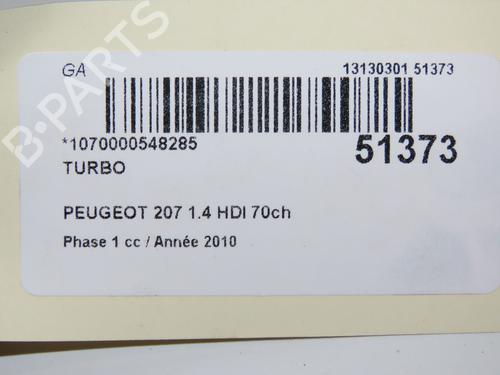 GA 13130301 51373
*1070000548285 51373
TURBO
PEUGEOT 207 1.4 HDI 70ch
Phase 1 cc / Année 2010
B-PARTS